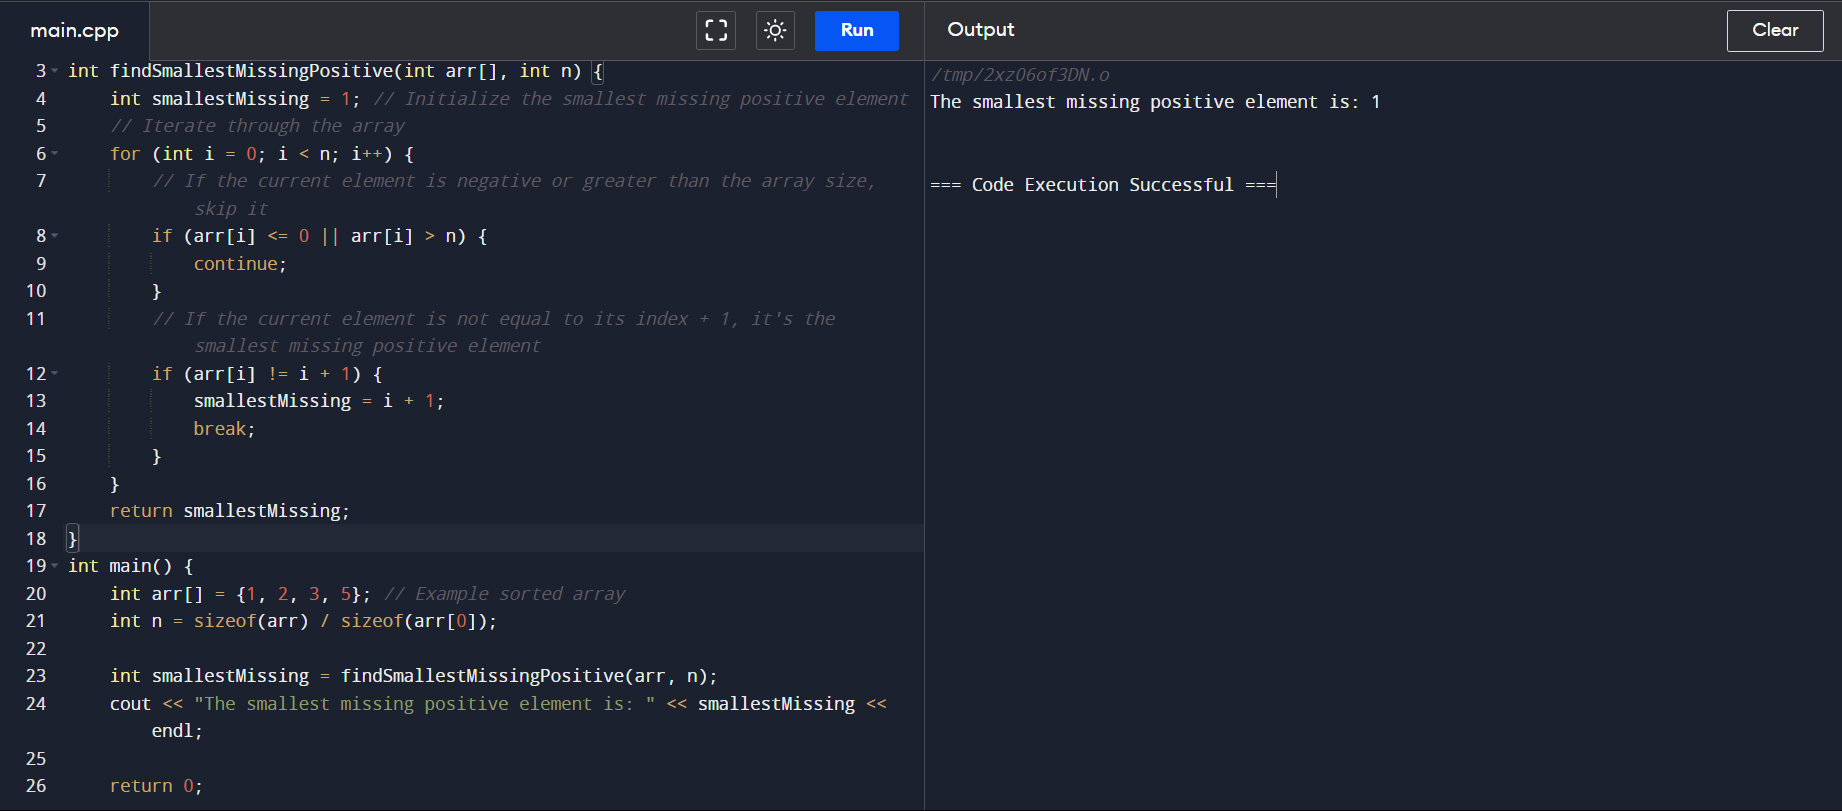 main.cpp
Run
3 int findSmallestMissingPositive(int arr[], int n) {
4     int smallestMissing = 1; // Initialize the smallest missing positive element
5     // Iterate through the array
6     for (int i = 0; i < n; i++) {
7         // If the current element is negative or greater than the array size,
            skip it
8         if (arr[i] <= 0 || arr[i] > n) {
9             continue;
10         }
11         // If the current element is not equal to its index + 1, it's the
            smallest missing positive element
12         if (arr[i] != i + 1) {
13             smallestMissing = i + 1;
14             break;
15         }
16     }
17     return smallestMissing;
18 }
19 int main() {
20     int arr[] = {1, 2, 3, 5}; // Example sorted array
21     int n = sizeof(arr) / sizeof(arr[0]);
22
23     int smallestMissing = findSmallestMissingPositive(arr, n);
24     cout << "The smallest missing positive element is: " << smallestMissing <<
        endl;
25
26     return 0;
Output
Clear
/tmp/2xz06of3DN.o
The smallest missing positive element is: 1
=== Code Execution Successful ===